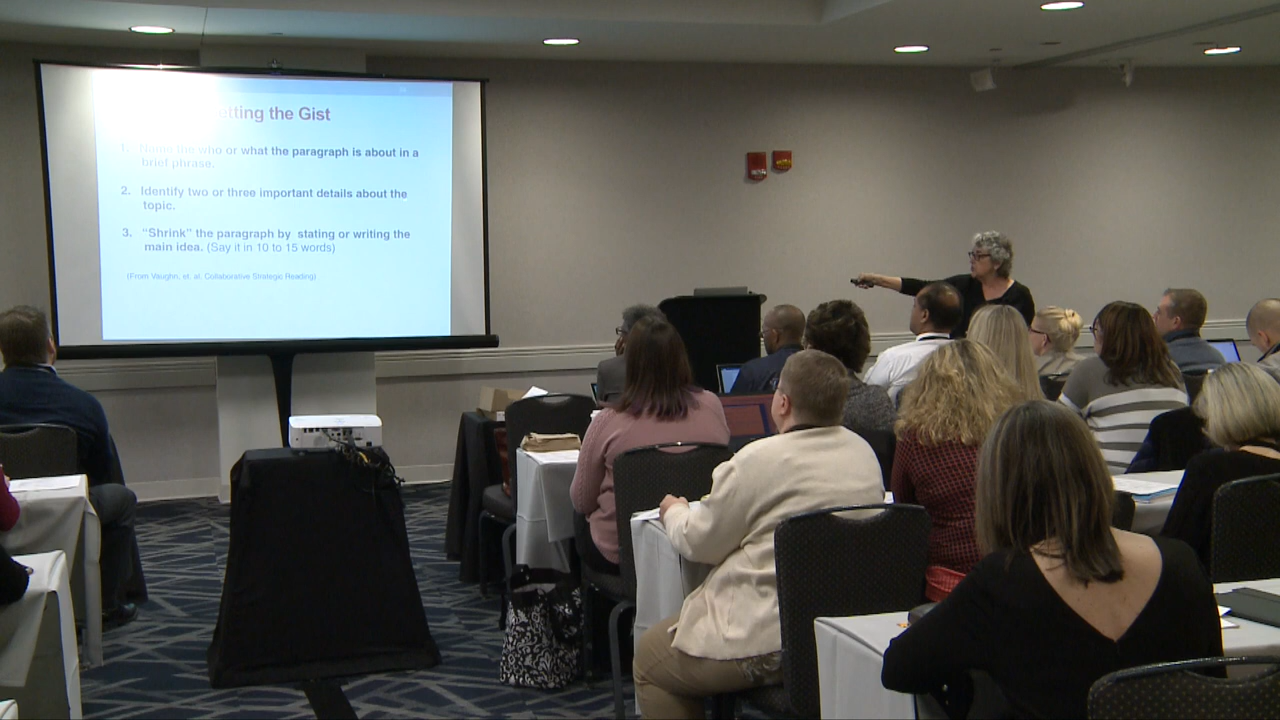 the Gist
1. who or what the paragraph is about in a
brief phrase.
2. Identify two or three important details about the
topic.
3. “Shrink” the paragraph by stating or writing the
main idea. (Say it in 10 to 15 words)
(From Vaughn, et. al. Collaborative Strategic Reading)